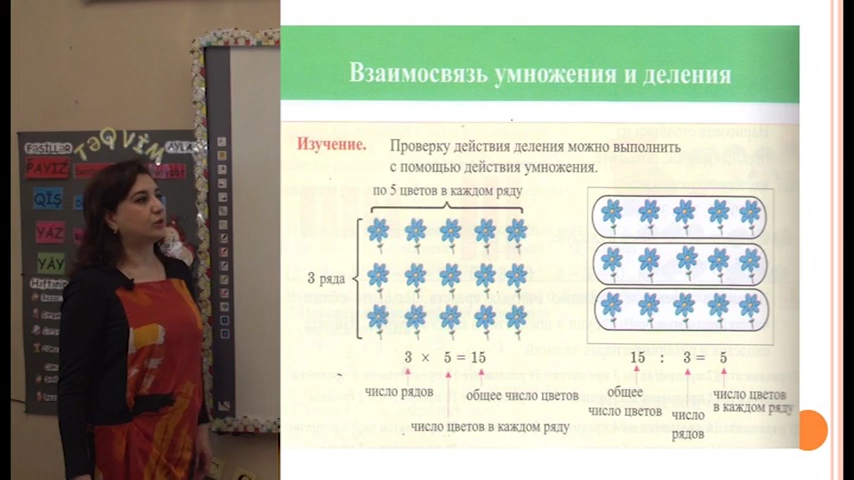 Взаимосвязь умножения и деления
Изучение. Проверку действия деления можно выполнить
с помощью действия умножения.
по 5 цветов в каждом ряду
3 ряда
3 × 5 = 15
число рядов
общее число цветов
число цветов в каждом ряду
15 : 3 = 5
общее
число цветов
число
рядов
число цветов
в каждом ряду
TƏQVİM
FƏSİLLƏR
AYLAR
PAYIZ
QIŞ
YAZ
YAY